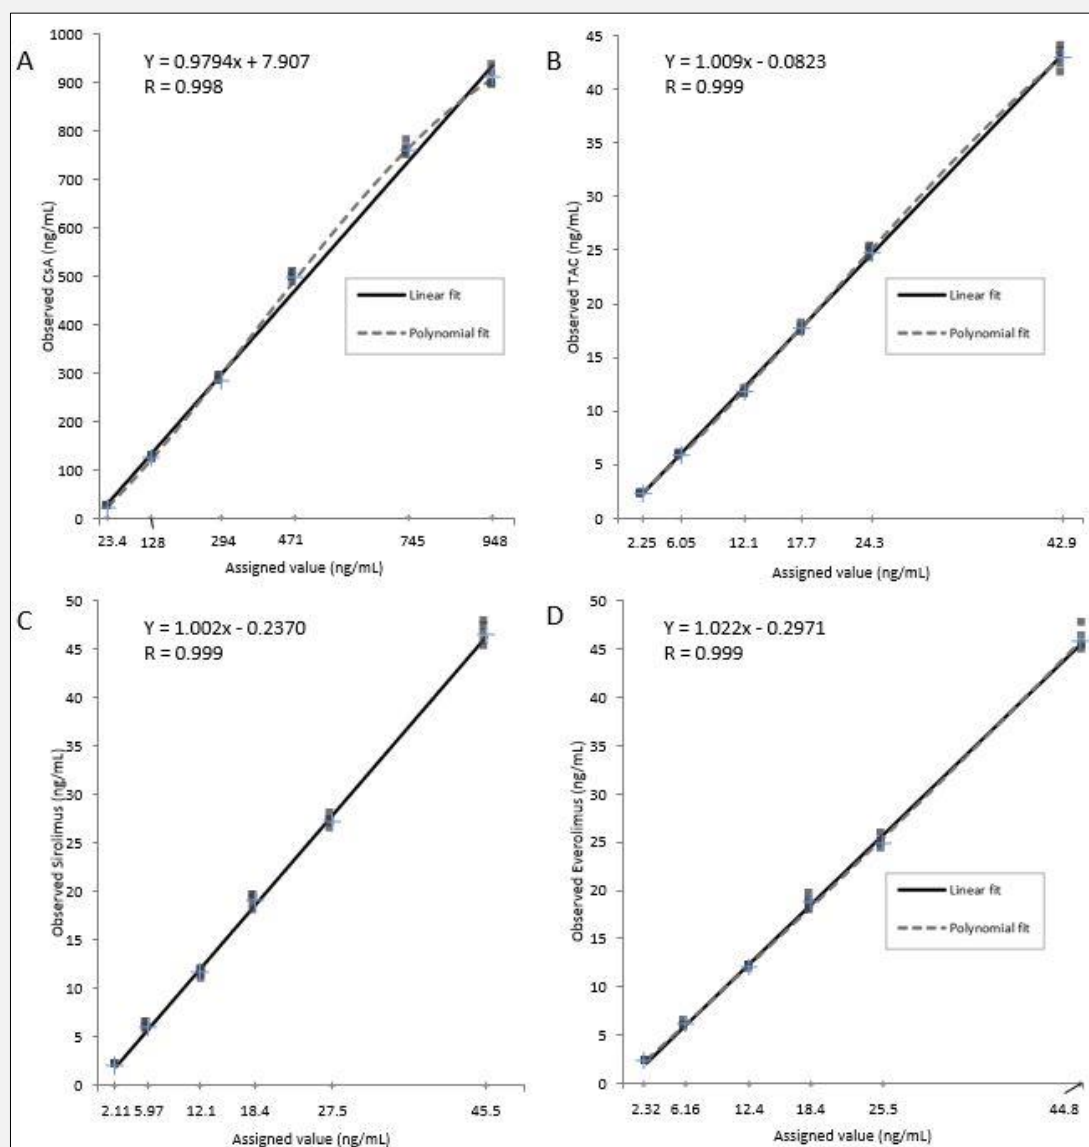 A
Y = 0.9794x + 7.907
R = 0.998
1000
900
800
700
600
500
400
300
200
100
0
Observed CsA (ng/mL)
Linear fit
Polynomial fit
23.4 128 294 471 745 948
Assigned value (ng/mL)
B
Y = 1.009x - 0.0823
R = 0.999
45
40
35
30
25
20
15
10
5
0
Observed TAC (ng/mL)
Linear fit
Polynomial fit
2.25 6.05 12.1 17.7 24.3 42.9
Assigned value (ng/mL)
C
Y = 1.002x - 0.2370
R = 0.999
50
45
40
35
30
25
20
15
10
5
0
Observed Sirolimus (ng/mL)
2.11 5.97 12.1 18.4 27.5 45.5
Assigned value (ng/mL)
D
Y = 1.022x - 0.2971
R = 0.999
50
45
40
35
30
25
20
15
10
5
0
Observed Everolimus (ng/mL)
Linear fit
Polynomial fit
2.32 6.16 12.4 18.4 25.5 44.8
Assigned value (ng/mL)